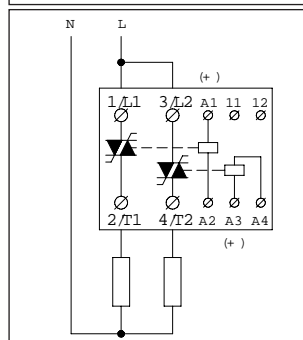 N L
(+ )
1/L1 3/L2 A1 11 12
2/T1 4/T2 A2 A3 A4
(+ )